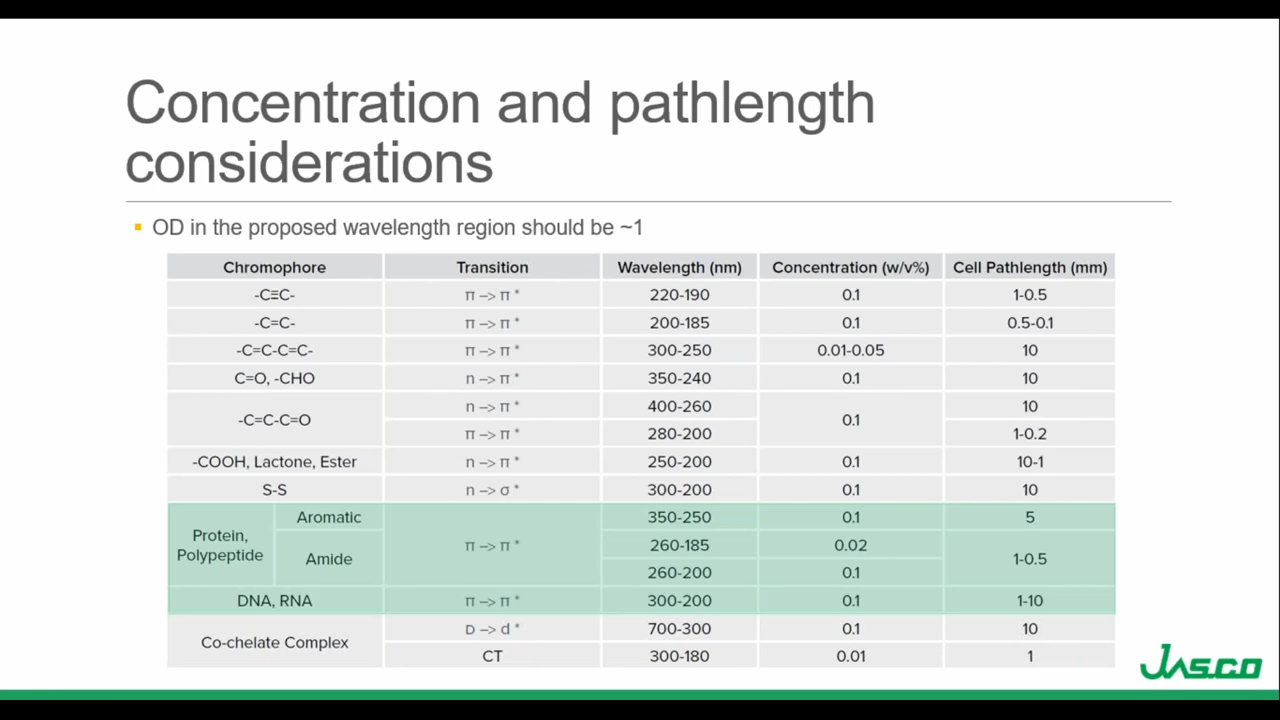 Concentration and pathlength
considerations
▪ OD in the proposed wavelength region should be ~1
Chromophore Transition Wavelength (nm) Concentration (w/v%) Cell Pathlength (mm)
-C≡C- π –> π * 220-190 0.1 1-0.5
-C=C- π –> π * 200-185 0.1 0.5-0.1
-C=C-C=C- π –> π * 300-250 0.01-0.05 10
C=O, -CHO n –> π * 350-240 0.1 10
-C=C-C=O n –> π * 400-260 0.1 10
π –> π * 280-200 1-0.2
-COOH, Lactone, Ester n –> π * 250-200 0.1 10-1
S-S n –> σ * 300-200 0.1 10
Protein, Polypeptide Aromatic π –> π * 350-250 0.1 5
Amide 260-185 0.02 1-0.5
260-200 0.1
DNA, RNA π –> π * 300-200 0.1 1-10
Co-chelate Complex D –> d * 700-300 0.1 10
CT 300-180 0.01 1
JASCO